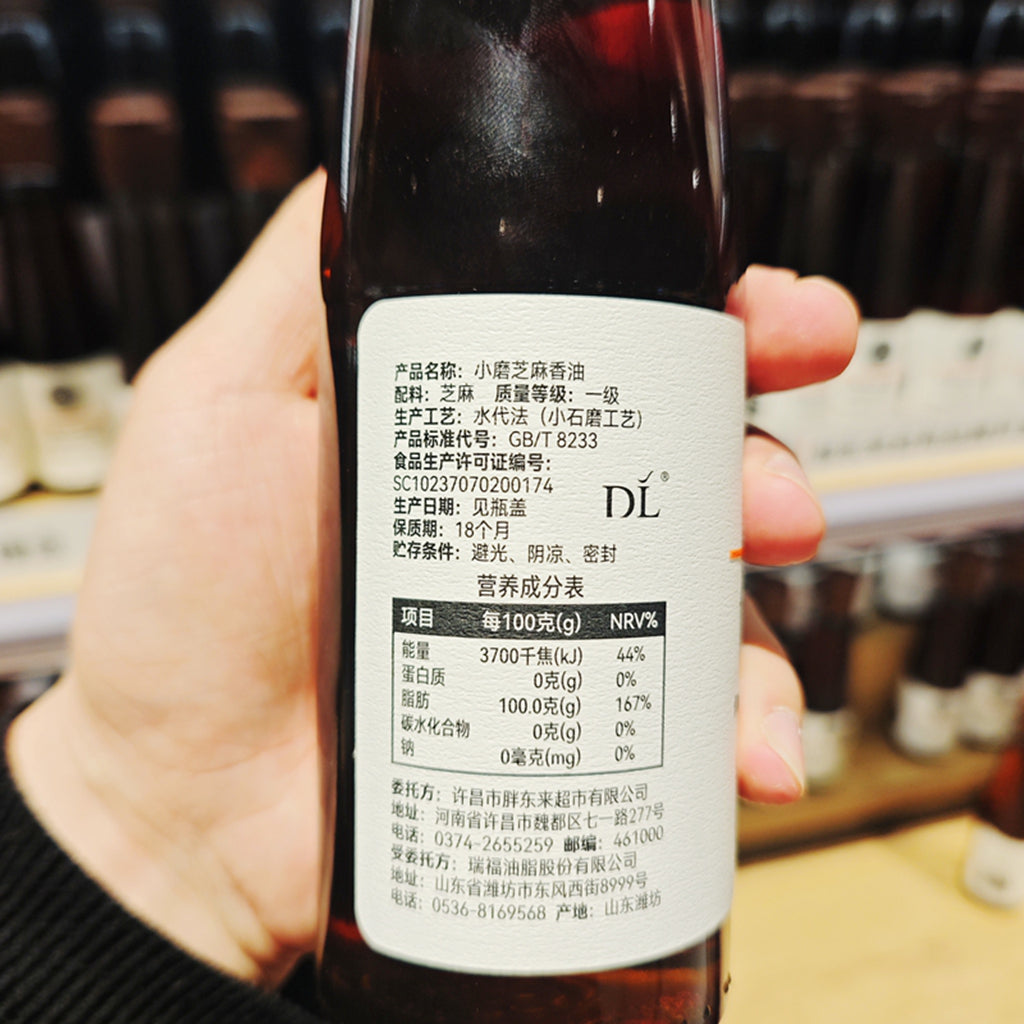 产品名称：小磨芝麻香油
配料：芝麻 质量等级：一级
生产工艺：水代法（小石磨工艺）
产品标准代号：GB/T 8233
食品生产许可证编号：
SC10237070200174
生产日期：见瓶盖
保质期：18个月
贮存条件：避光、阴凉、密封
DL®
营养成分表
项目 每100克(g) NRV%
能量 3700千焦(kJ) 44%
蛋白质 0克(g) 0%
脂肪 100.0克(g) 167%
碳水化合物 0克(g) 0%
钠 0毫克(mg) 0%
委托方：许昌市胖东来超市有限公司
地址：河南省许昌市魏都区七一路277号
电话：0374-2655259 邮编：461000
受委托方：瑞福油脂股份有限公司
地址：山东省潍坊市东风西街8999号
电话：0536-8169568 产地：山东潍坊